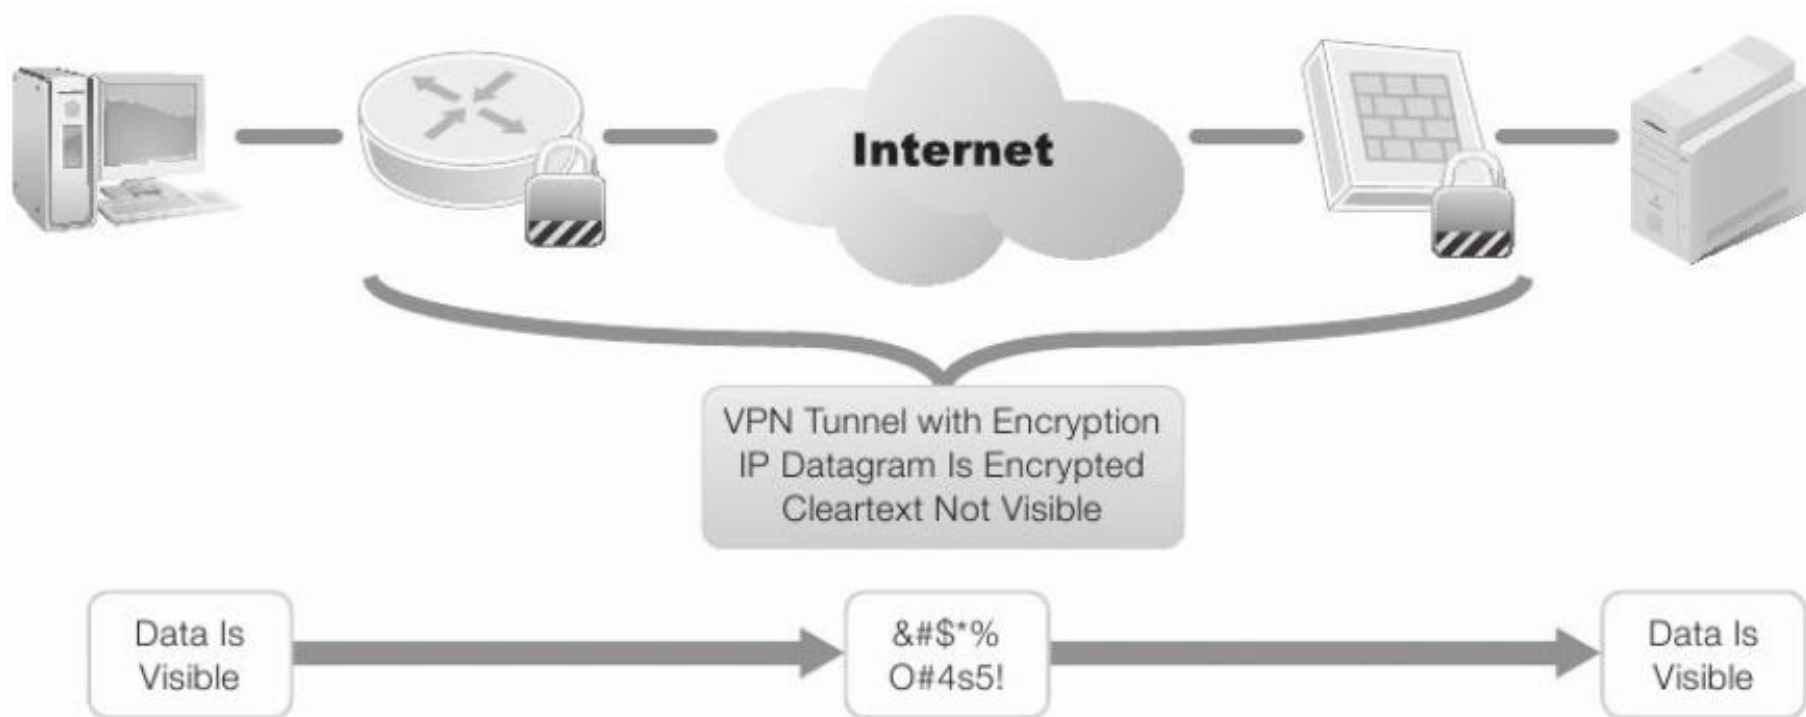 Internet
VPN Tunnel with Encryption
IP Datagram Is Encrypted
Cleartext Not Visible
Data Is
Visible
&#$*%
O#4s5!
Data Is
Visible